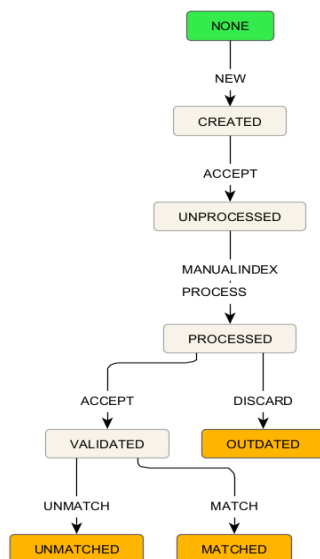 NONE
NEW
CREATED
ACCEPT
UNPROCESSED
MANUALINDEX
PROCESS
PROCESSED
ACCEPT
DISCARD
VALIDATED
OUTDATED
UNMATCH
MATCH
UNMATCHED
MATCHED